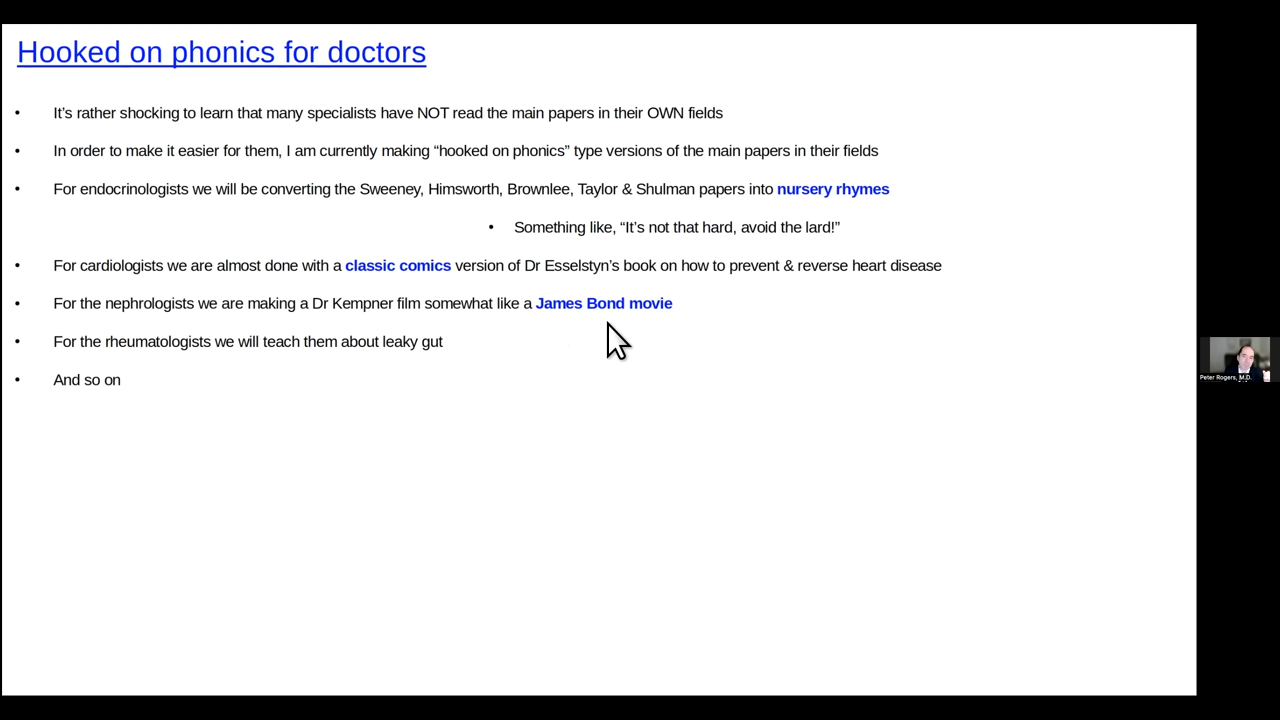 Hooked on phonics for doctors
• It’s rather shocking to learn that many specialists have NOT read the main papers in their OWN fields
• In order to make it easier for them, I am currently making “hooked on phonics” type versions of the main papers in their fields
• For endocrinologists we will be converting the Sweeney, Himsworth, Brownlee, Taylor & Shulman papers into nursery rhymes
• Something like, “It’s not that hard, avoid the lard!”
• For cardiologists we are almost done with a classic comics version of Dr Esselstyn’s book on how to prevent & reverse heart disease
• For the nephrologists we are making a Dr Kempner film somewhat like a James Bond movie
• For the rheumatologists we will teach them about leaky gut
• And so on
Peter Rogers, M.D.